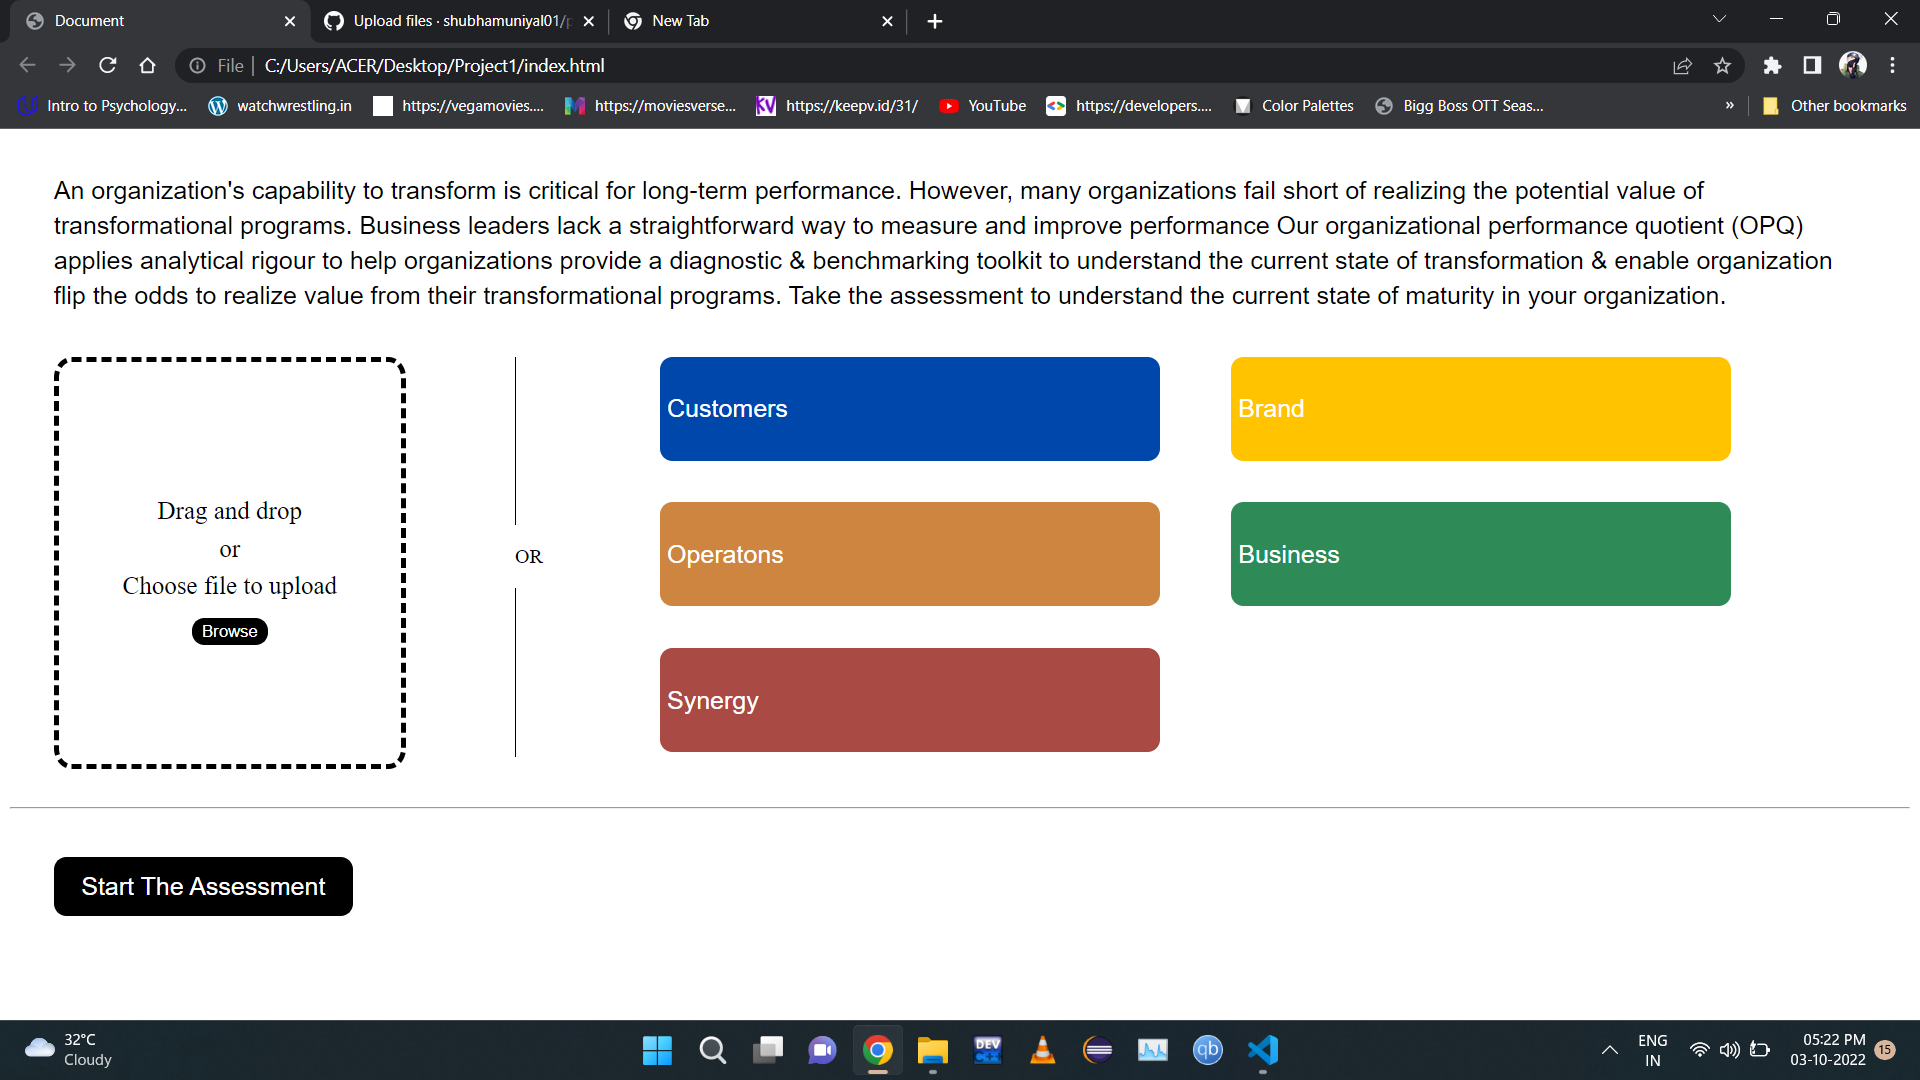 Document
Upload files · shubhamuniyal01/
New Tab
File
C:/Users/ACER/Desktop/Project1/index.html
Intro to Psychology...
watchwrestling.in
https://vegamovies....
https://moviesverse...
KV
https://keepv.id/31/
YouTube
https://developers....
Color Palettes
Bigg Boss OTT Seas...
»
Other bookmarks
An organization's capability to transform is critical for long-term performance. However, many organizations fail short of realizing the potential value of
transformational programs. Business leaders lack a straightforward way to measure and improve performance Our organizational performance quotient (OPQ)
applies analytical rigour to help organizations provide a diagnostic & benchmarking toolkit to understand the current state of transformation & enable organization
flip the odds to realize value from their transformational programs. Take the assessment to understand the current state of maturity in your organization.
Drag and drop
or
Choose file to upload
Browse
OR
Customers
Brand
Operatons
Business
Synergy
Start The Assessment
32°C
Cloudy
DEV
qb
ENG
IN
05:22 PM
03-10-2022
15